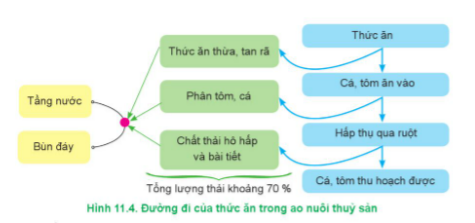 Thức ăn
Thức ăn thừa, tan rã
Cá, tôm ăn vào
Tầng nước
Phân tôm, cá
Hấp thụ qua ruột
Bùn đáy
Chất thải hô hấp
và bài tiết
Cá, tôm thu hoạch được
Tổng lượng thải khoảng 70 %
Hình 11.4. Đường đi của thức ăn trong ao nuôi thuỷ sản